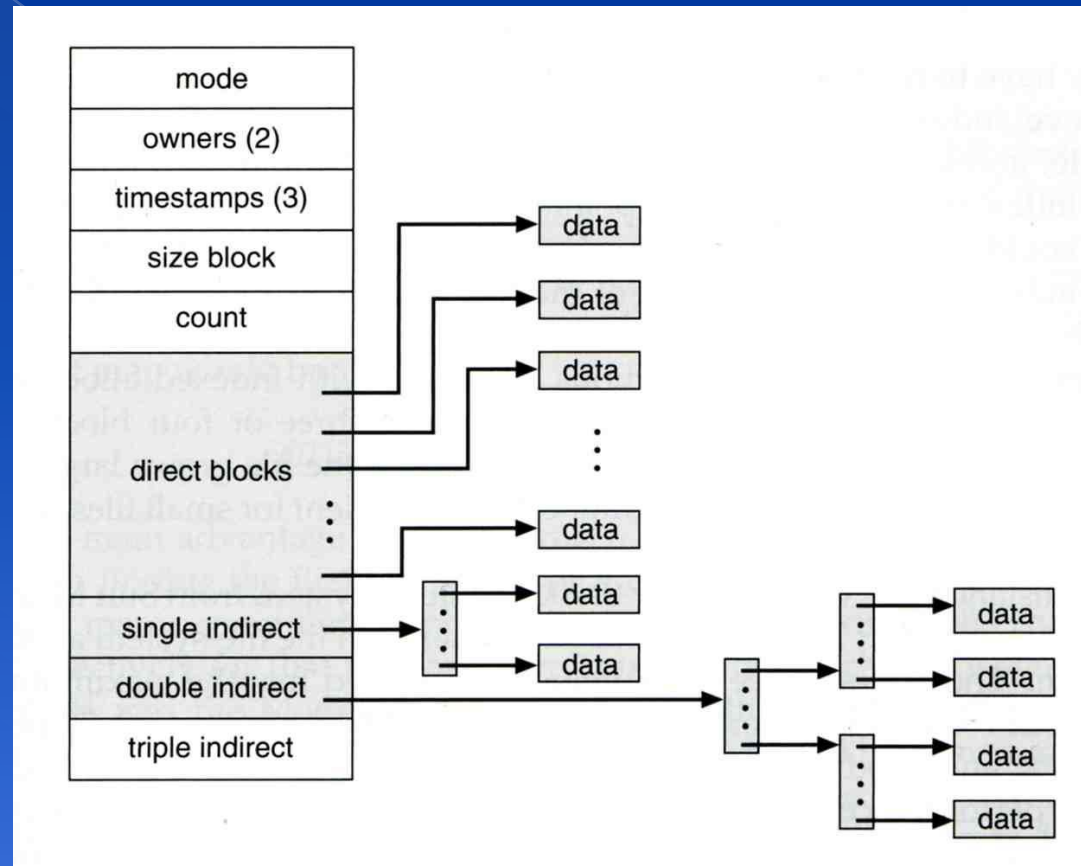 mode
owners (2)
timestamps (3)
size block
count
direct blocks
single indirect
double indirect
triple indirect
data
data
data
data
data
data
data
data
data
data